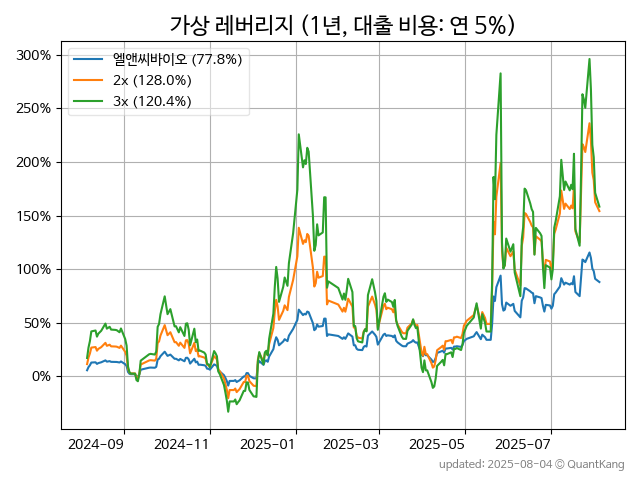 가상 레버리지 (1년, 대출 비용: 연 5%)
300%
250%
200%
150%
100%
50%
0%
엘앤씨바이오 (77.8%)
2x (128.0%)
3x (120.4%)
2024-09
2024-11
2025-01
2025-03
2025-05
2025-07
updated: 2025-08-04 ⓒ QuantKang